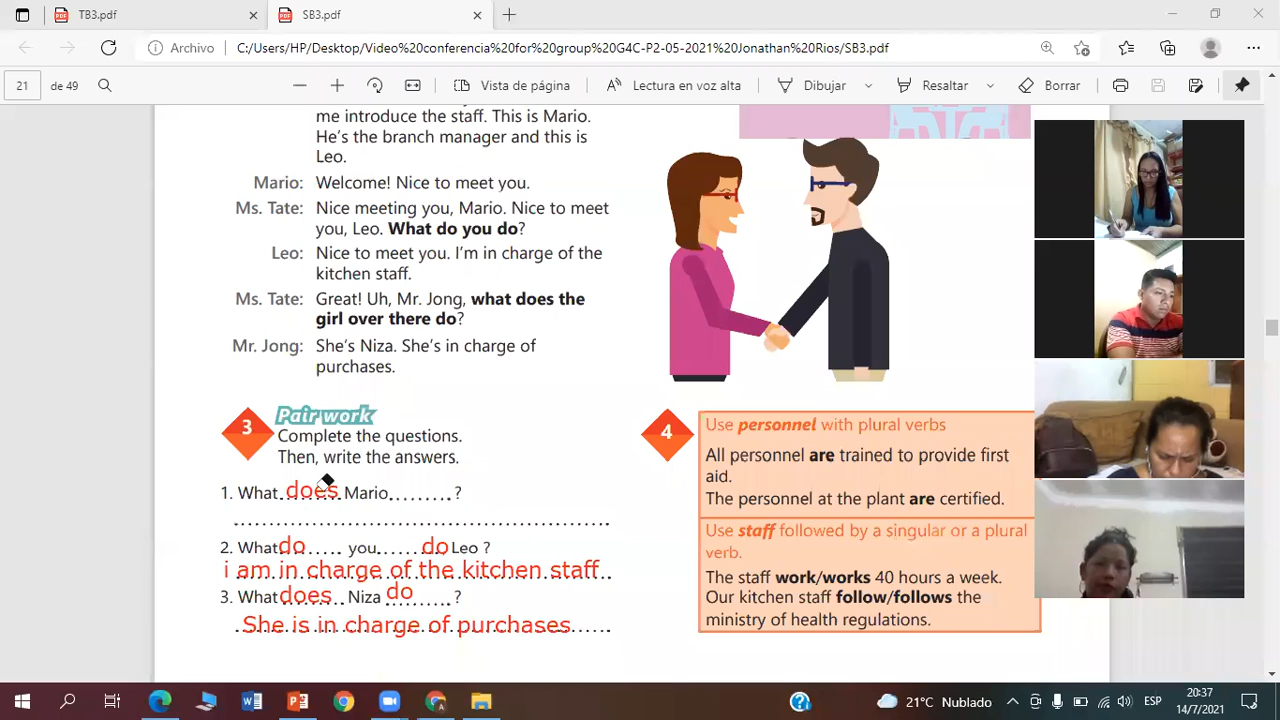 TB3.pdf
SB3.pdf
Archivo
C:/Users/HP/Desktop/Video%20conferencia%20for%20group%20G4C-P2-05-2021%20Jonathan%20Rios/SB3.pdf
21 de 49
Vista de página
Lectura en voz alta
Dibujar
Resaltar
Borrar
me introduce the staff. This is Mario.
He's the branch manager and this is
Leo.
Mario: Welcome! Nice to meet you.
Ms. Tate: Nice meeting you, Mario. Nice to meet
you, Leo. What do you do?
Leo: Nice to meet you. I'm in charge of the
kitchen staff.
Ms. Tate: Great! Uh, Mr. Jong, what does the
girl over there do?
Mr. Jong: She's Niza. She's in charge of
purchases.
3 Pair work
Complete the questions.
Then, write the answers.
1. What does Mario.........?
2. What do you do Leo ?
i am in charge of the kitchen staff
3. What does Niza do ?
She is in charge of purchases
4
Use personnel with plural verbs
All personnel are trained to provide first
aid.
The personnel at the plant are certified.
Use staff followed by a singular or a plural
verb.
The staff work/works 40 hours a week.
Our kitchen staff follow/follows the
ministry of health regulations.
21°C Nublado
ESP
20:37
14/7/2021